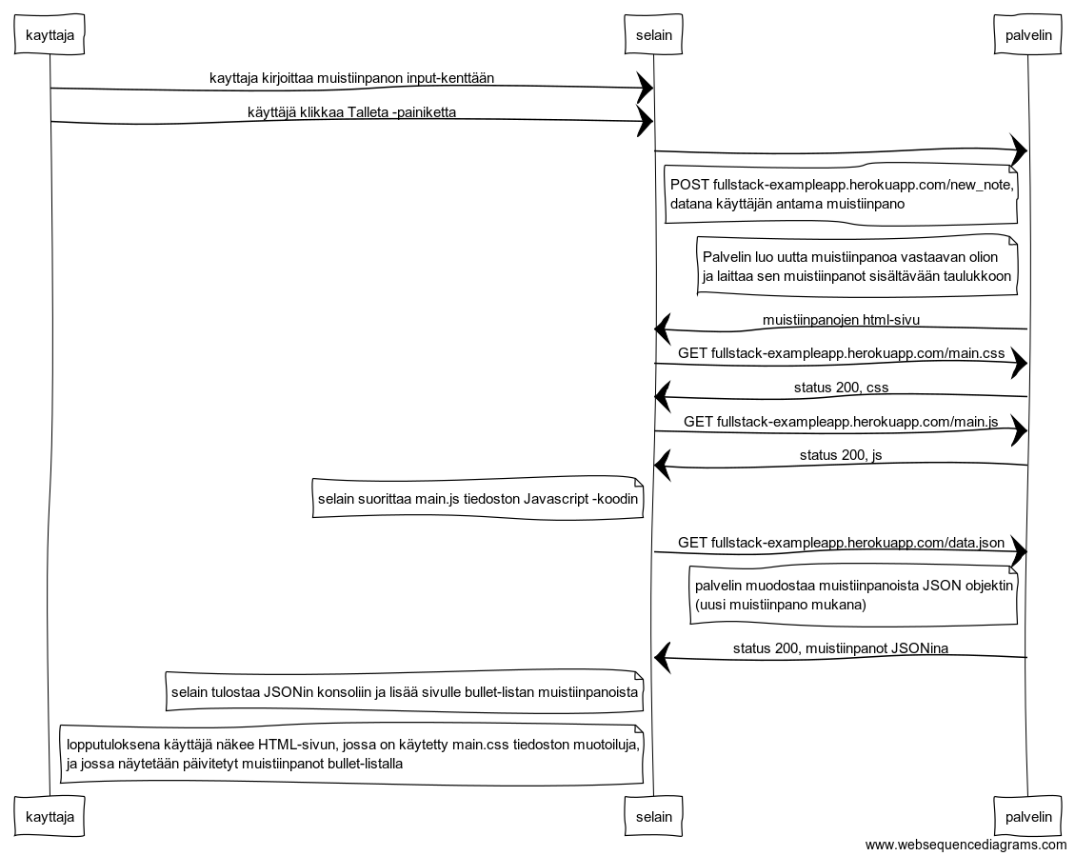 kayttaja
selain
palvelin
kayttaja kirjoittaa muistiinpanon input-kenttään
käyttäjä klikkaa Talleta -painiketta
POST fullstack-exampleapp.herokuapp.com/new_note,
datana käyttäjän antama muistiinpano
Palvelin luo uutta muistiinpanoa vastaavan olion
ja laittaa sen muistiinpanot sisältävään taulukkoon
muistiinpanojen html-sivu
GET fullstack-exampleapp.herokuapp.com/main.css
status 200, css
GET fullstack-exampleapp.herokuapp.com/main.js
status 200, js
selain suorittaa main.js tiedoston Javascript -koodin
GET fullstack-exampleapp.herokuapp.com/data.json
palvelin muodostaa muistiinpanoista JSON objektin
(uusi muistiinpano mukana)
status 200, muistiinpanot JSONina
selain tulostaa JSONin konsoliin ja lisää sivulle bullet-listan muistiinpanoista
lopputuloksena käyttäjä näkee HTML-sivun, jossa on käytetty main.css tiedoston muotoiluja,
ja jossa näytetään päivitetyt muistiinpanot bullet-listalla
kayttaja
selain
palvelin
www.websequencediagrams.com